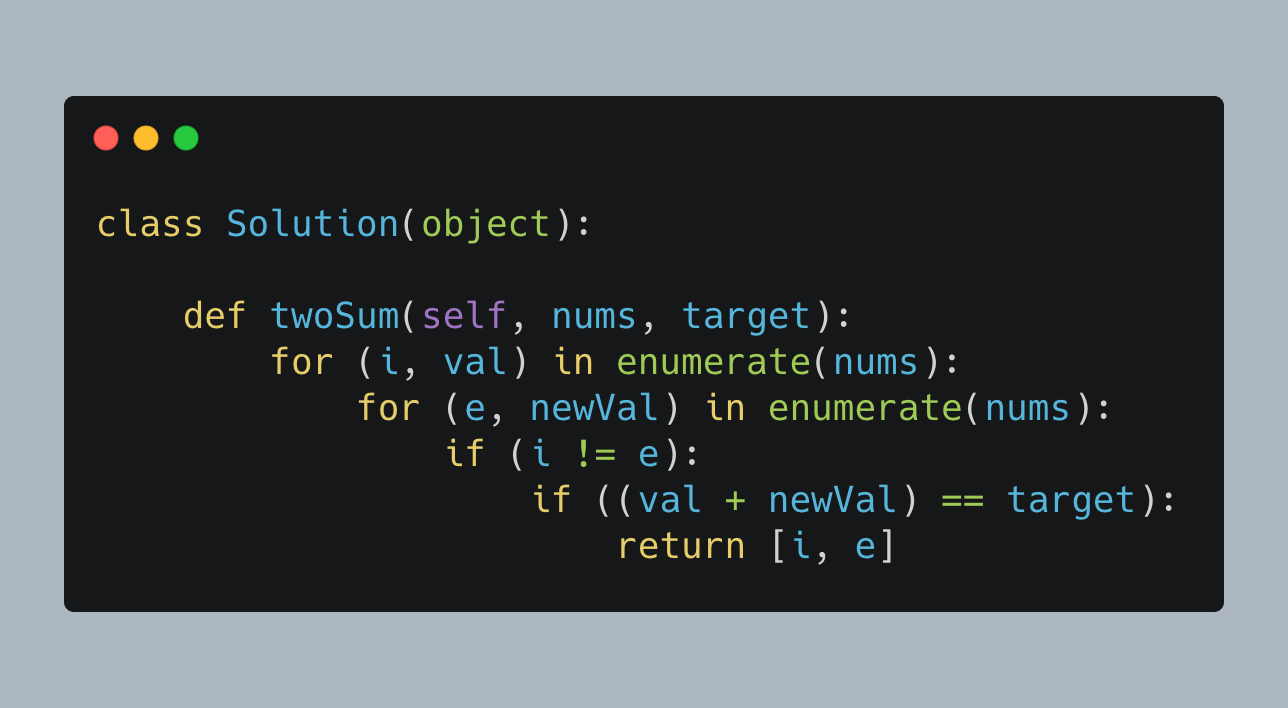 class Solution(object):
    def twoSum(self, nums, target):
        for (i, val) in enumerate(nums):
            for (e, newVal) in enumerate(nums):
                if (i != e):
                    if ((val + newVal) == target):
                        return [i, e]